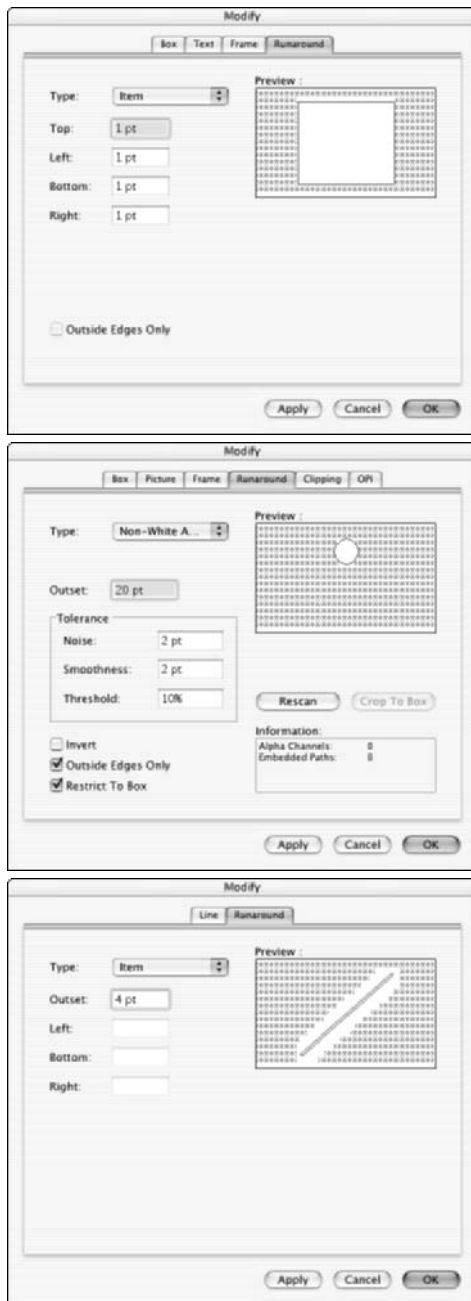 Modify
Box Text Frame Runaround
Type: Item
Preview :
Top: 1 pt
Left: 1 pt
Bottom: 1 pt
Right: 1 pt
Outside Edges Only
Apply Cancel OK
Modify
Box Picture Frame Runaround Clipping OPI
Type: Non-White A...
Preview :
Outset: 20 pt
Tolerance
Noise: 2 pt
Smoothness: 2 pt
Threshold: 10%
Rescan Crop To Box
Invert
Outside Edges Only
Restrict To Box
Information:
Alpha Channels: 0
Embedded Paths: 0
Apply Cancel OK
Modify
Line Runaround
Type: Item
Preview :
Outset: 4 pt
Left:
Bottom:
Right:
Apply Cancel OK